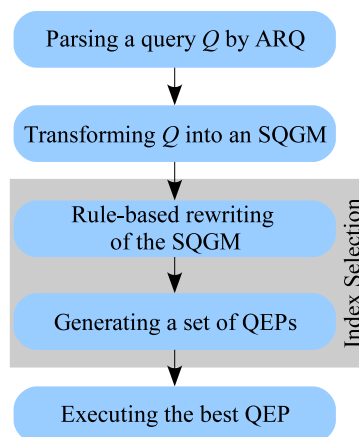 Parsing a query Q by ARQ
Transforming Q into an SQGM
Rule-based rewriting
of the SQGM
Generating a set of QEPs
Index Selection
Executing the best QEP